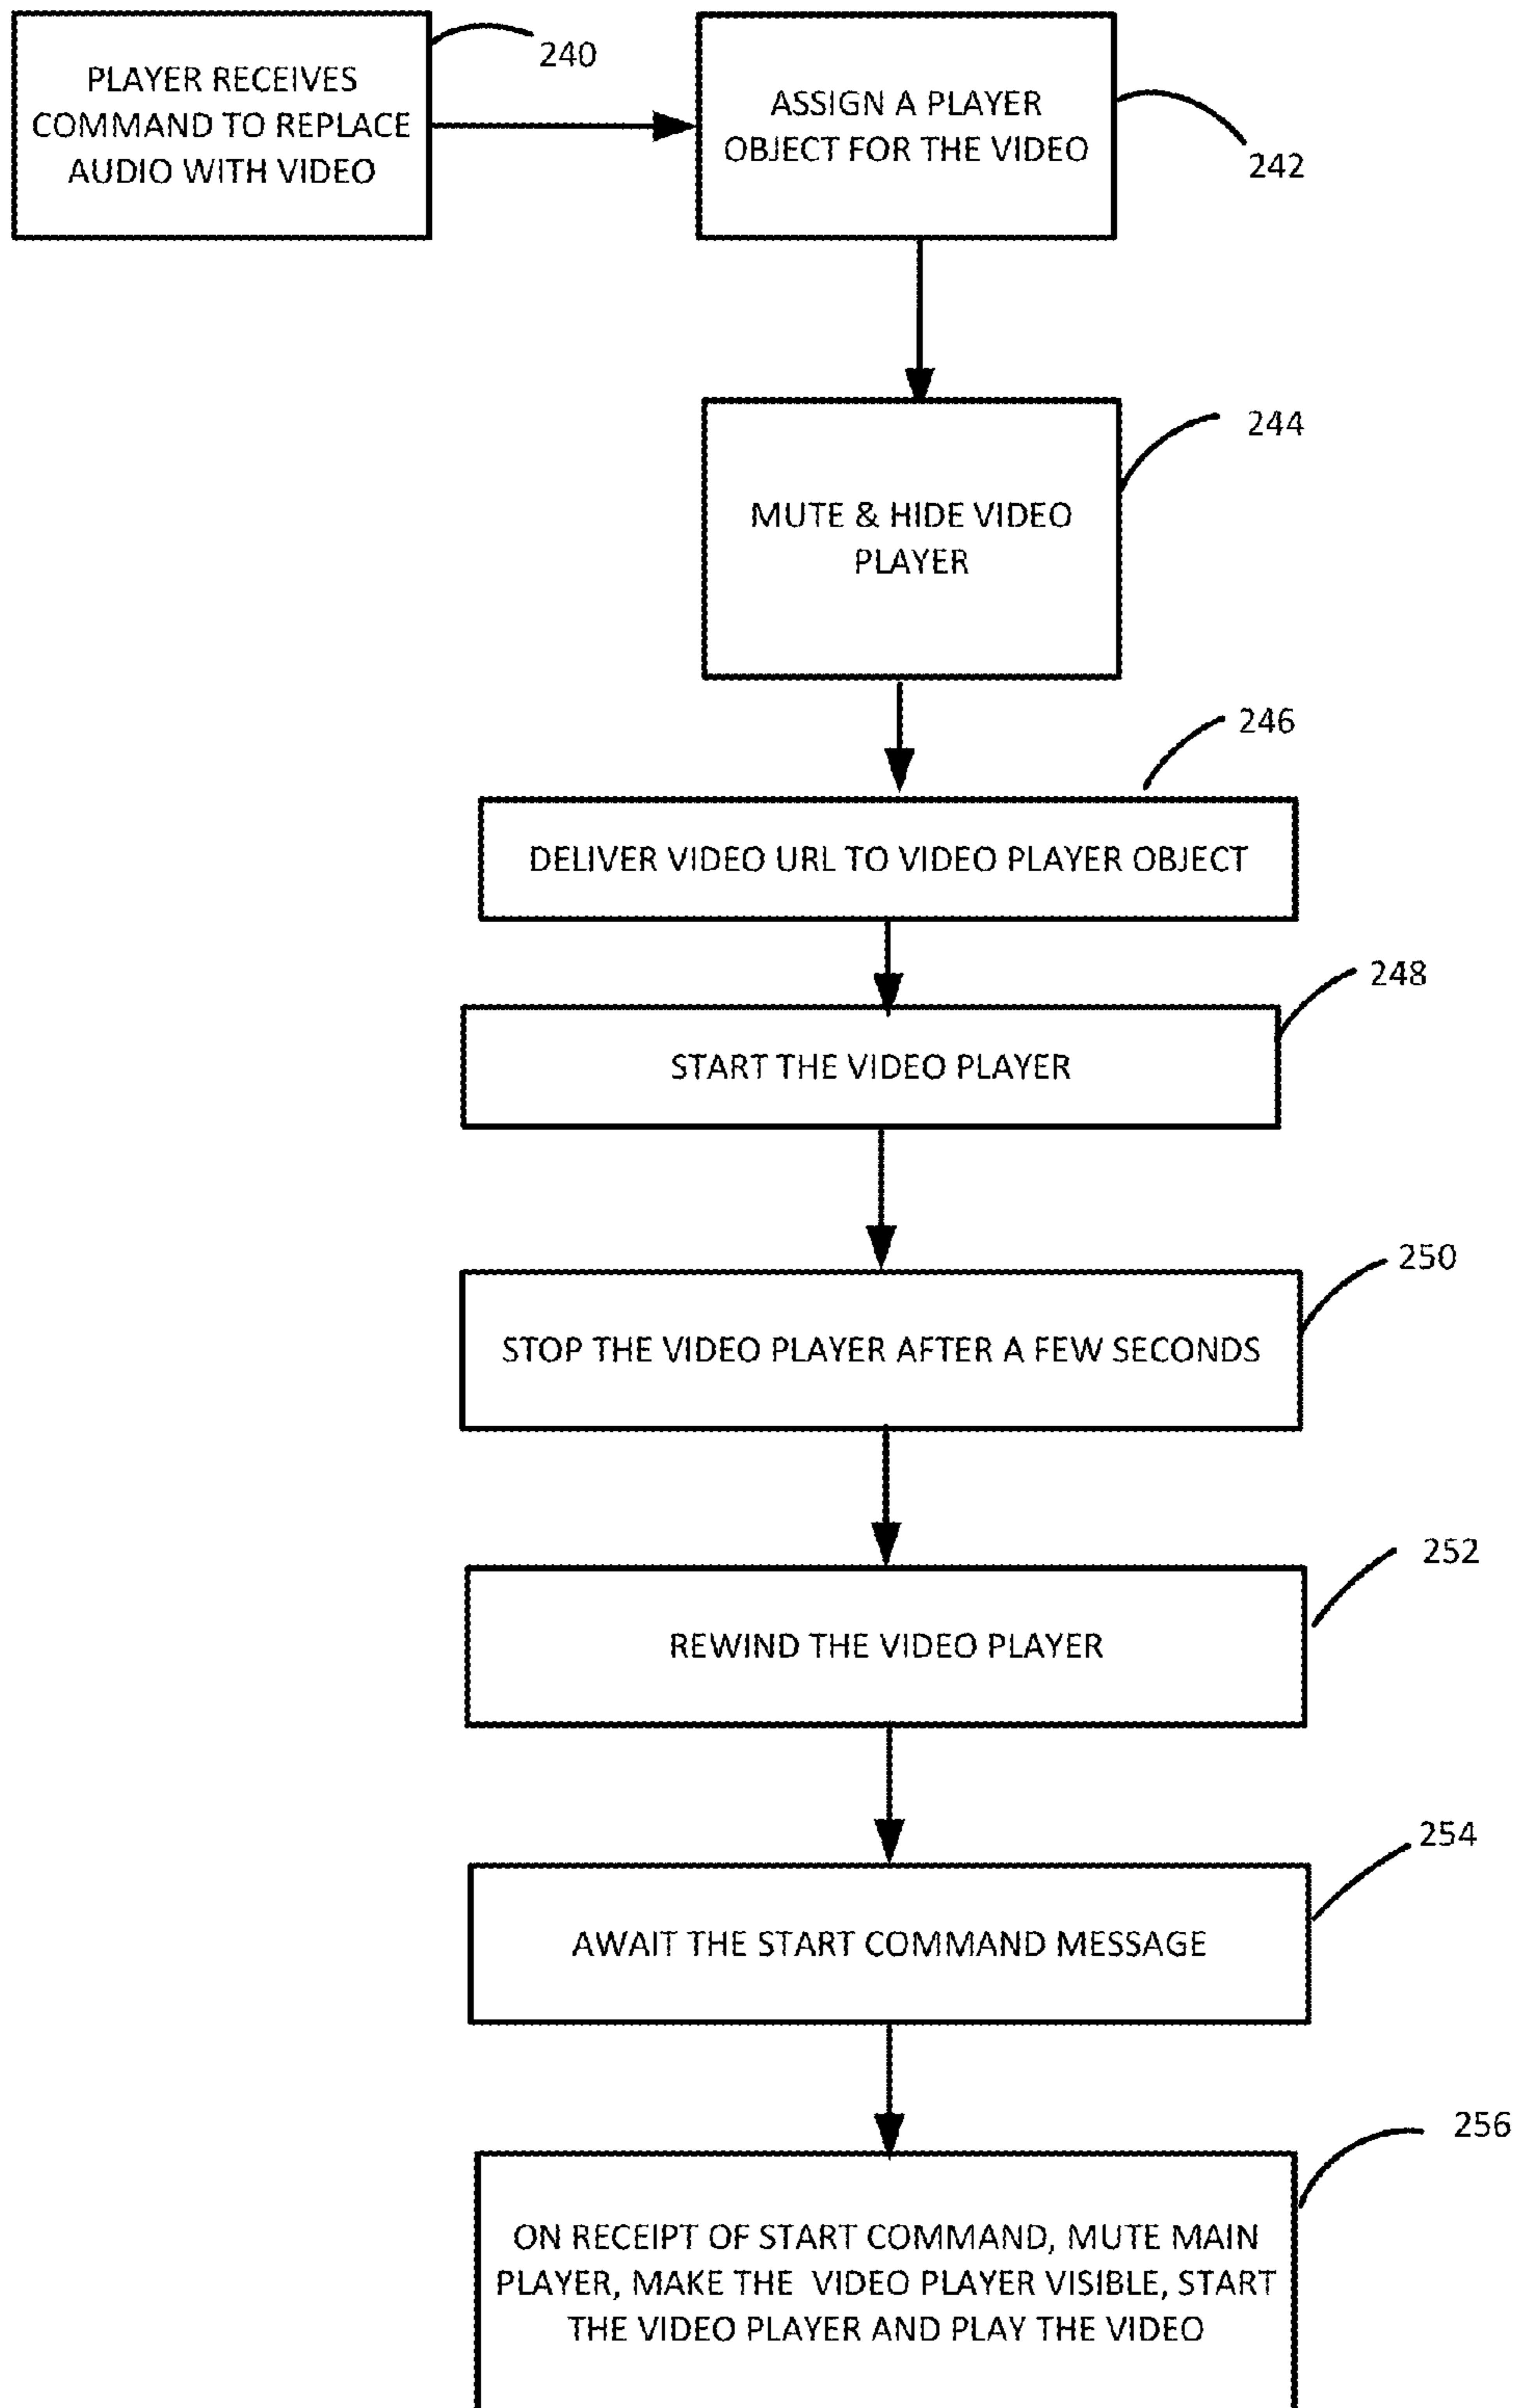 PLAYER RECEIVES
COMMAND TO REPLACE
AUDIO WITH VIDEO
240
ASSIGN A PLAYER
OBJECT FOR THE VIDEO
242
MUTE & HIDE VIDEO
PLAYER
244
246
DELIVER VIDEO URL TO VIDEO PLAYER OBJECT
248
START THE VIDEO PLAYER
250
STOP THE VIDEO PLAYER AFTER A FEW SECONDS
252
REWIND THE VIDEO PLAYER
254
AWAIT THE START COMMAND MESSAGE
256
ON RECEIPT OF START COMMAND, MUTE MAIN
PLAYER, MAKE THE VIDEO PLAYER VISIBLE, START
THE VIDEO PLAYER AND PLAY THE VIDEO